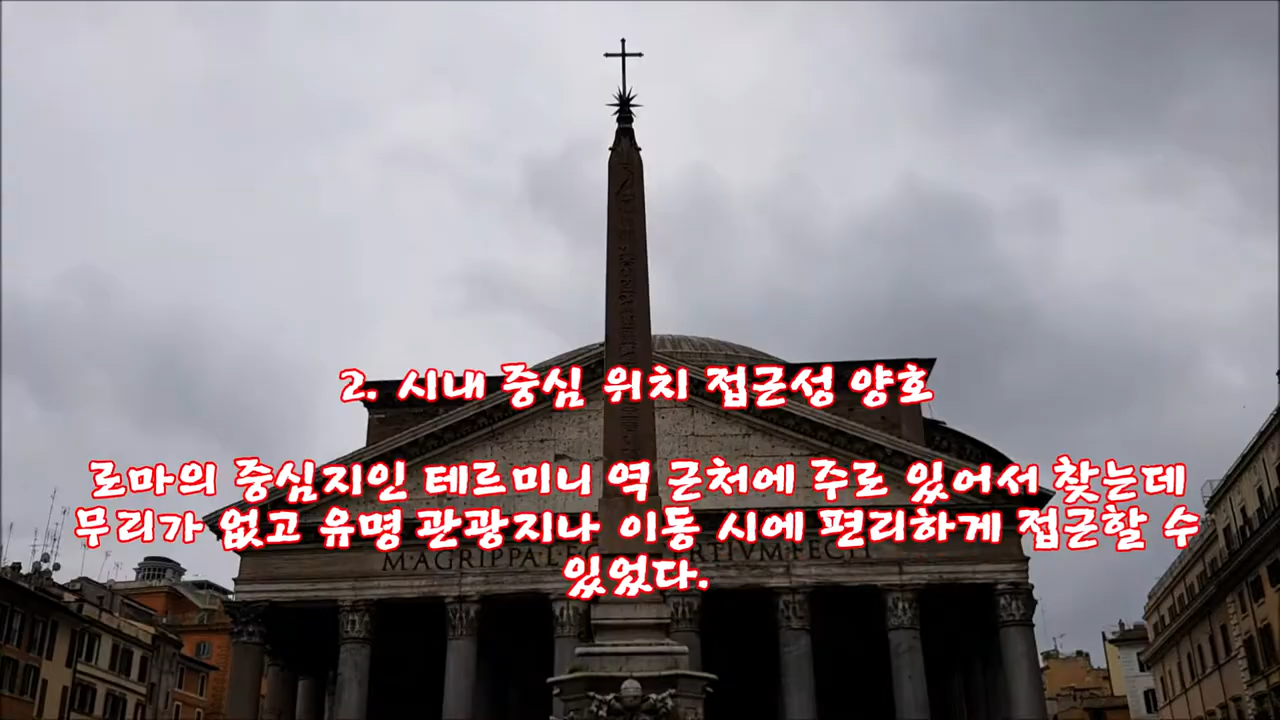 2. 시내 중심 위치 접근성 양호
로마의 중심지인 테르미니 역 근처에 주로 있어서 찾는데
무리가 없고 유명 관광지나 이동 시에 편리하게 접근할 수
있었다.
M·AGRIPPA·L·F·C RTIVM·FECIT